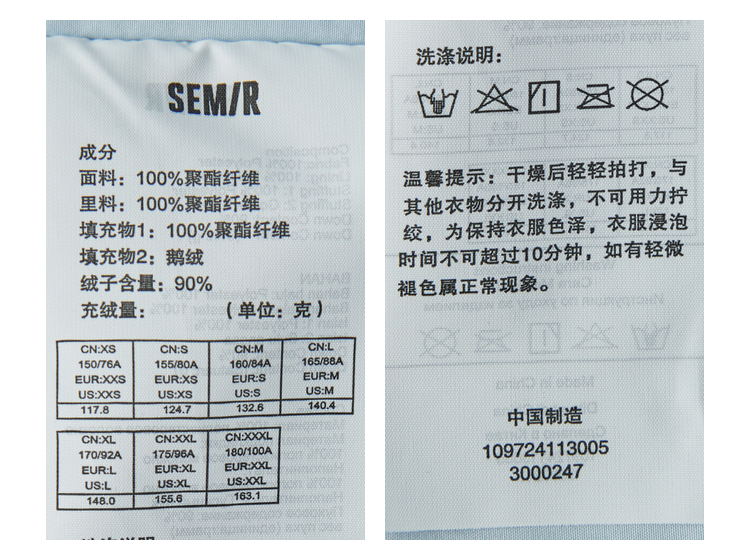 SEMIR
成分
面料：100%聚酯纤维
里料：100%聚酯纤维
填充物1：100%聚酯纤维
填充物2：鹅绒
绒子含量：90%
充绒量：（单位：克）
CN:XS CN:S CN:M CN:L
150/76A 155/80A 160/84A 165/88A
EUR:XXS EUR:XS EUR:S EUR:M
US:XXS US:XS US:S US:M
117.8 124.7 132.6 140.4
CN:XL CN:XXL CN:XXXL
170/92A 175/96A 180/100A
EUR:L EUR:XL EUR:XXL
US:L US:XL US:XXL
148.0 155.6 163.1
洗涤说明：
温馨提示：干燥后轻轻拍打，与
其他衣物分开洗涤，不可用力拧
绞，为保持衣服色泽，衣服浸泡
时间不可超过10分钟，如有轻微
褪色属正常现象。
中国制造
109724113005
3000247